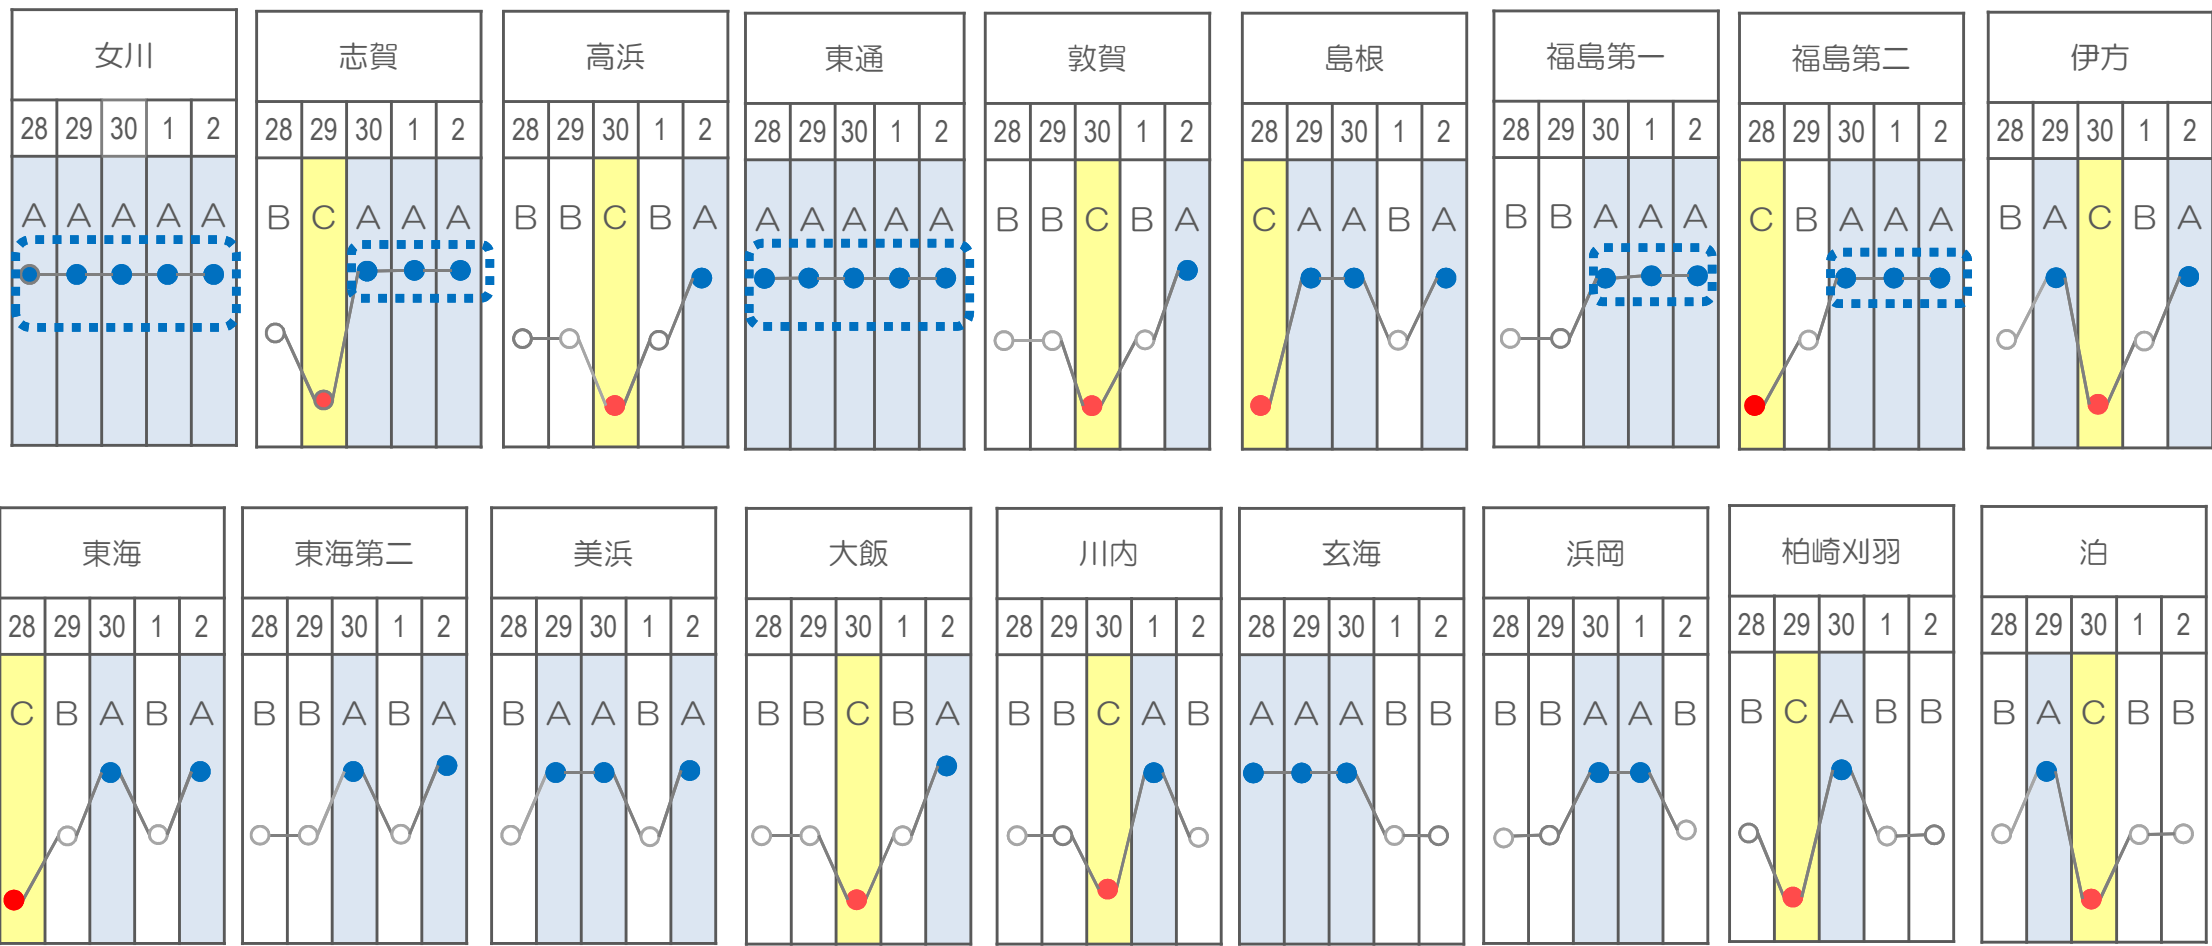 女川 志賀 高浜 東通 敦賀 島根 福島第一 福島第二 伊方
28 29 30 1 2 28 29 30 1 2 28 29 30 1 2 28 29 30 1 2 28 29 30 1 2 28 29 30 1 2 28 29 30 1 2 28 29 30 1 2 28 29 30 1 2
A A A A A B C A A A B B C B A A A A A A B B C B A C A A B A B B A A A C B A A A B A C B A
東海 東海第二 美浜 大飯 川内 玄海 浜岡 柏崎刈羽 泊
28 29 30 1 2 28 29 30 1 2 28 29 30 1 2 28 29 30 1 2 28 29 30 1 2 28 29 30 1 2 28 29 30 1 2 28 29 30 1 2 28 29 30 1 2
C B A B A B B A B A B A A B A B B C B A B B C A B A A A B B B B A A B B C A B B B A C B B